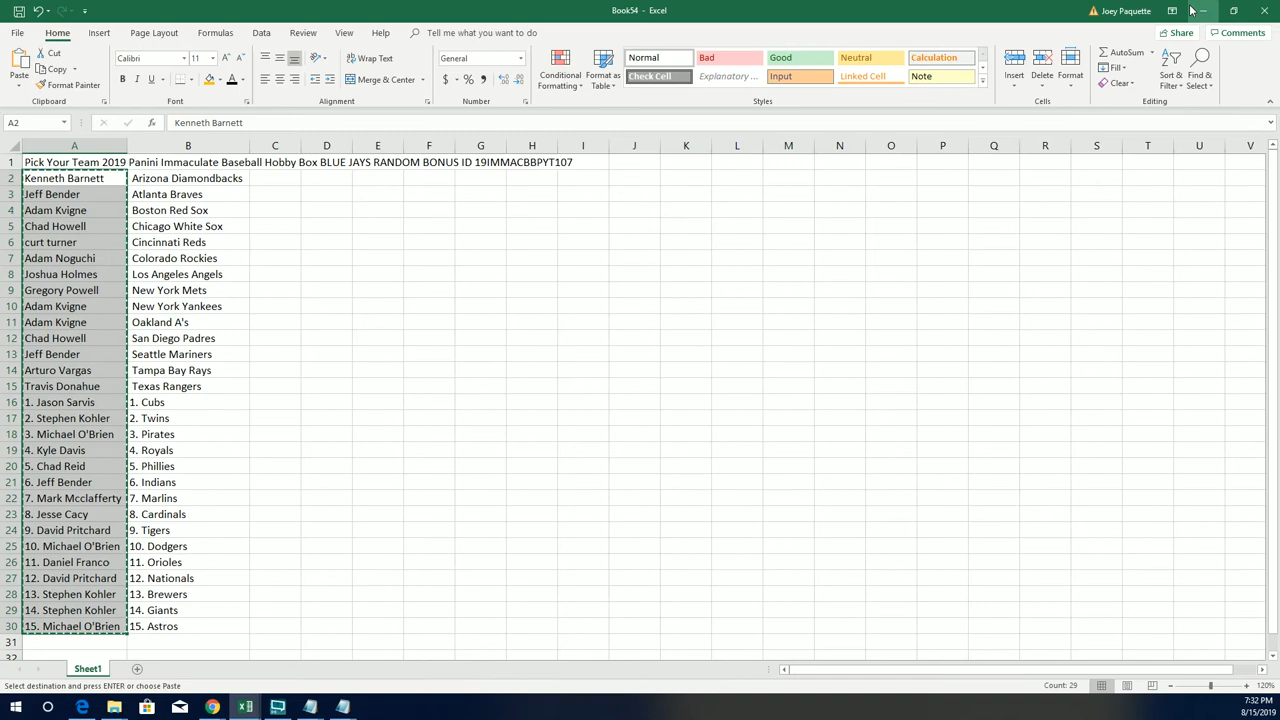 Book54 - Excel
Joey Paquette
File Home Insert Page Layout Formulas Data Review View Help Tell me what you want to do
Share Comments
Paste
Cut
Copy
Format Painter
Clipboard
Calibri 11
B I U
Font
Wrap Text
Merge & Center
Alignment
General
$ % ,
Number
Conditional Formatting
Format as Table
Normal Bad Good Neutral Calculation
Check Cell Explanatory ... Input Linked Cell Note
Styles
Insert Delete Format
Cells
AutoSum
Fill
Clear
Sort & Filter
Find & Select
Editing
A2 fx Kenneth Barnett
A B C D E F G H I J K L M N O P Q R S T U V
1 Pick Your Team 2019 Panini Immaculate Baseball Hobby Box BLUE JAYS RANDOM BONUS ID 19IMMACBBPYT107
2 Kenneth Barnett Arizona Diamondbacks
3 Jeff Bender Atlanta Braves
4 Adam Kvigne Boston Red Sox
5 Chad Howell Chicago White Sox
6 curt turner Cincinnati Reds
7 Adam Noguchi Colorado Rockies
8 Joshua Holmes Los Angeles Angels
9 Gregory Powell New York Mets
10 Adam Kvigne New York Yankees
11 Adam Kvigne Oakland A's
12 Chad Howell San Diego Padres
13 Jeff Bender Seattle Mariners
14 Arturo Vargas Tampa Bay Rays
15 Travis Donahue Texas Rangers
16 1. Jason Sarvis 1. Cubs
17 2. Stephen Kohler 2. Twins
18 3. Michael O'Brien 3. Pirates
19 4. Kyle Davis 4. Royals
20 5. Chad Reid 5. Phillies
21 6. Jeff Bender 6. Indians
22 7. Mark Mcclafferty 7. Marlins
23 8. Jesse Cacy 8. Cardinals
24 9. David Pritchard 9. Tigers
25 10. Michael O'Brien 10. Dodgers
26 11. Daniel Franco 11. Orioles
27 12. David Pritchard 12. Nationals
28 13. Stephen Kohler 13. Brewers
29 14. Stephen Kohler 14. Giants
30 15. Michael O'Brien 15. Astros
31
32
Sheet1
Select destination and press ENTER or choose Paste
Count: 29
120%
7:32 PM
8/15/2019